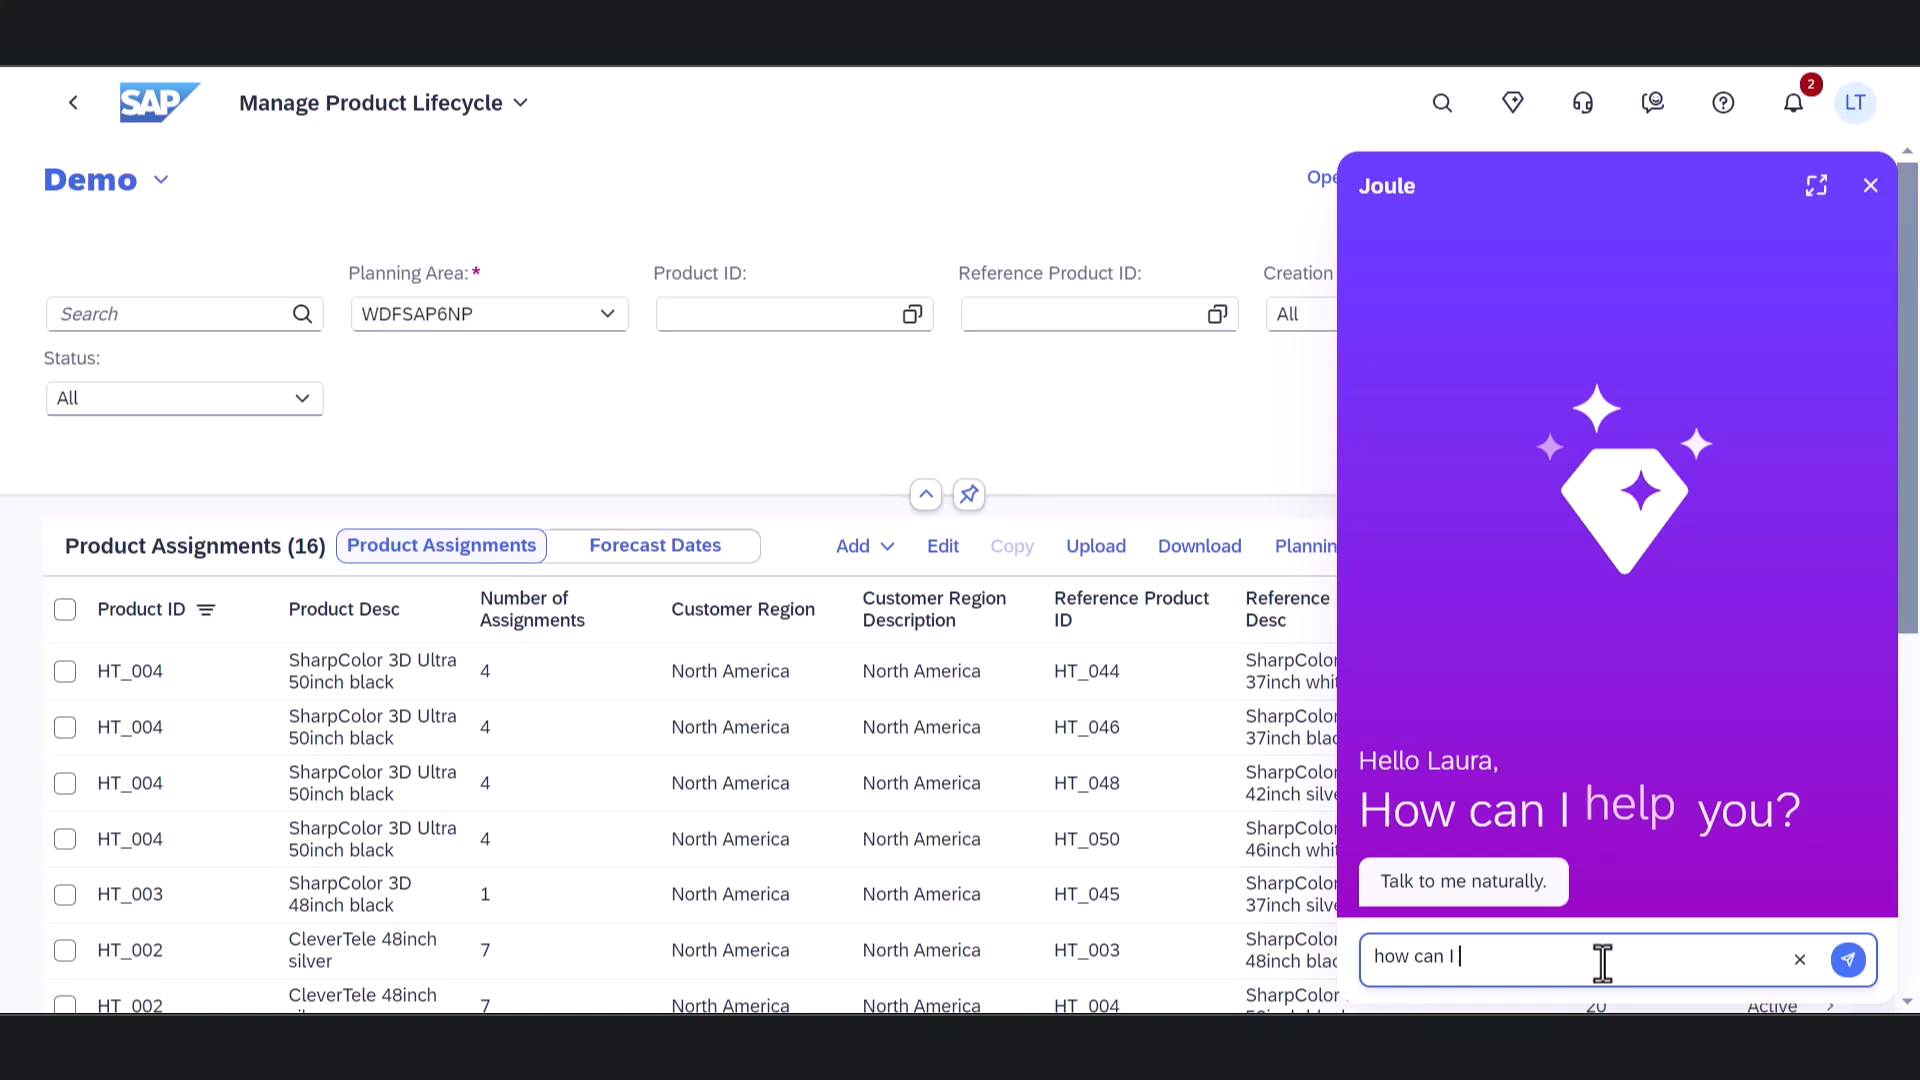 SAP
Manage Product Lifecycle
2
LT
Demo
Ope
Joule
Planning Area:*
Product ID:
Reference Product ID:
Creation
Search
WDFSAP6NP
All
Status:
All
Hello Laura,
How can I help you?
Talk to me naturally.
how can I
Product Assignments (16)
Product Assignments
Forecast Dates
Add
Edit
Copy
Upload
Download
Plannin
Product ID
Product Desc
Number of
Assignments
Customer Region
Customer Region
Description
Reference Product
ID
Reference
Desc
HT_004
SharpColor 3D Ultra
50inch black
4
North America
North America
HT_044
SharpColor
37inch whit
HT_004
SharpColor 3D Ultra
50inch black
4
North America
North America
HT_046
SharpColor
37inch blac
HT_004
SharpColor 3D Ultra
50inch black
4
North America
North America
HT_048
SharpColor
42inch silve
HT_004
SharpColor 3D Ultra
50inch black
4
North America
North America
HT_050
SharpColor
46inch whit
HT_003
SharpColor 3D
48inch black
1
North America
North America
HT_045
SharpColor
37inch silve
HT_002
CleverTele 48inch
silver
7
North America
North America
HT_003
SharpColor
48inch blac
HT_002
CleverTele 48inch
7
North America
North America
HT_004
SharpColor
20
Active